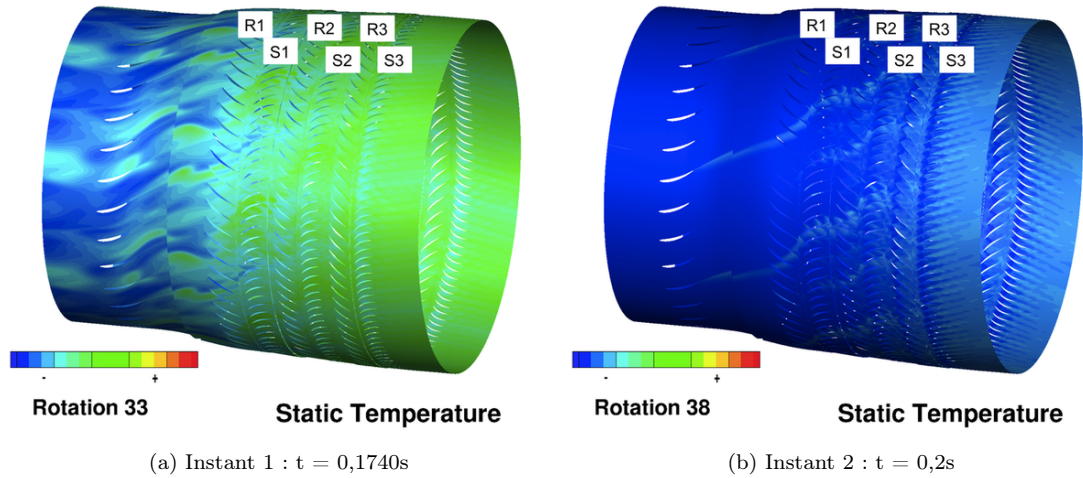 R1 R2 R3
S1 S2 S3
- +
Rotation 33
Static Temperature
(a) Instant 1 : t = 0,1740s
R1 R2 R3
S1 S2 S3
- +
Rotation 38
Static Temperature
(b) Instant 2 : t = 0,2s